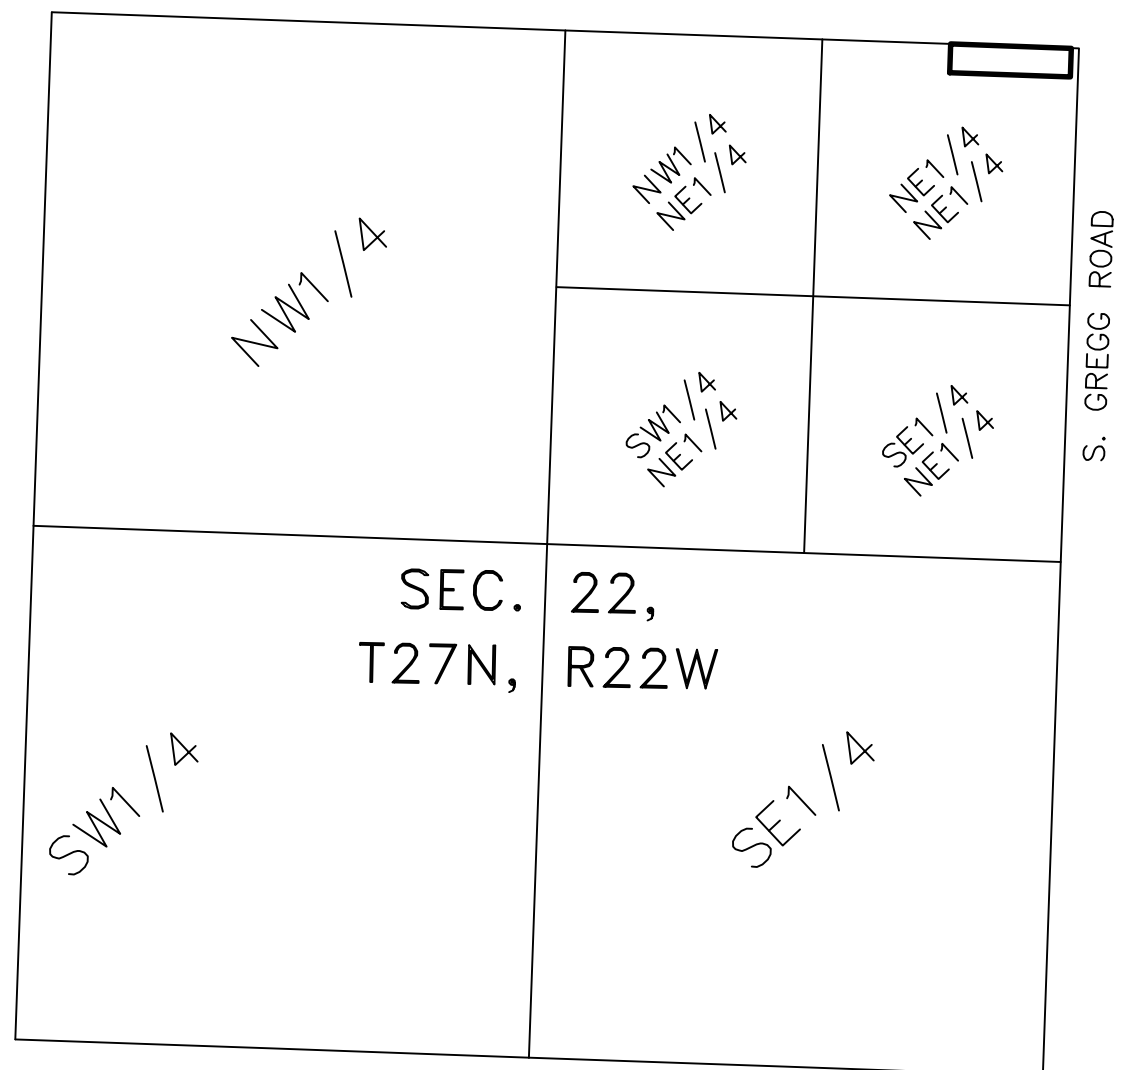 NW1/4
NE1/4
NE1/4
NE1/4
NW1/4
S. GREGG ROAD
SW1/4
NE1/4
SE1/4
NE1/4
SEC. 22,
T27N, R22W
SW1/4
SE1/4